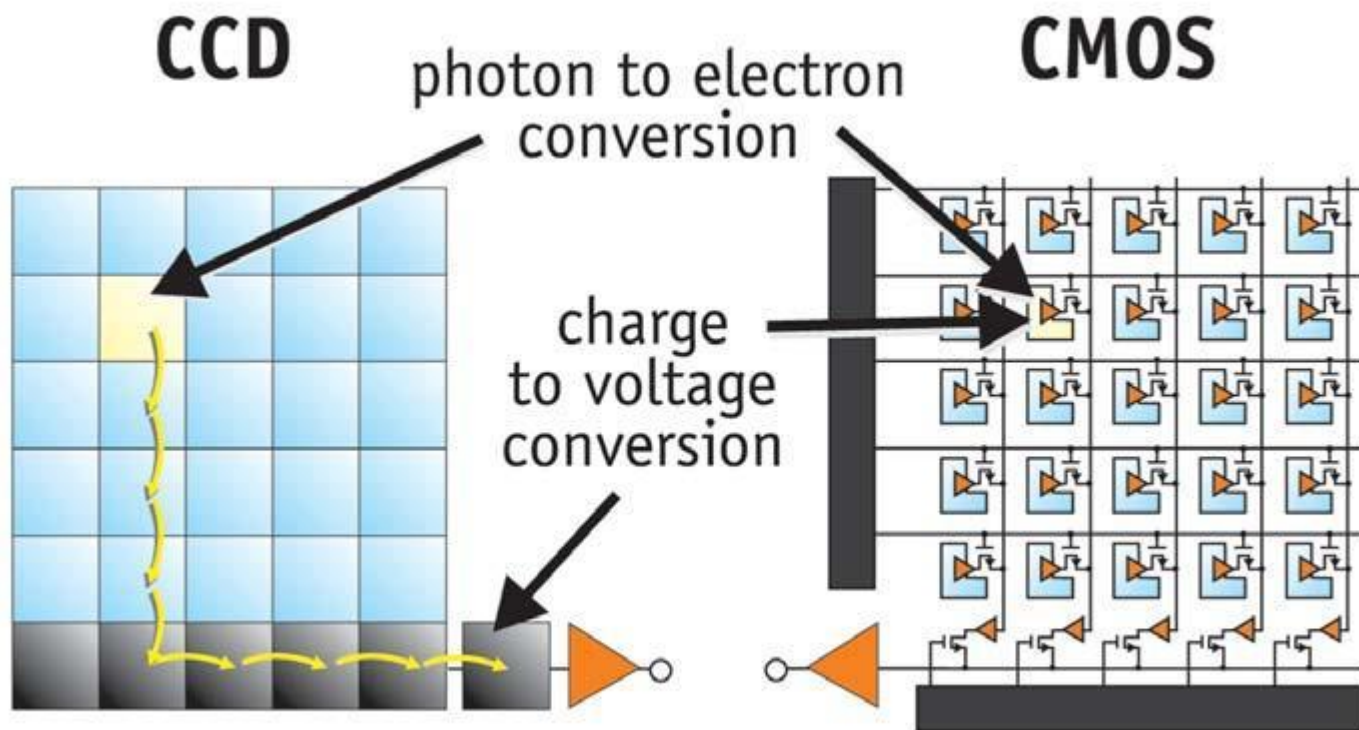 CCD
CMOS
photon to electron
conversion
charge
to voltage
conversion